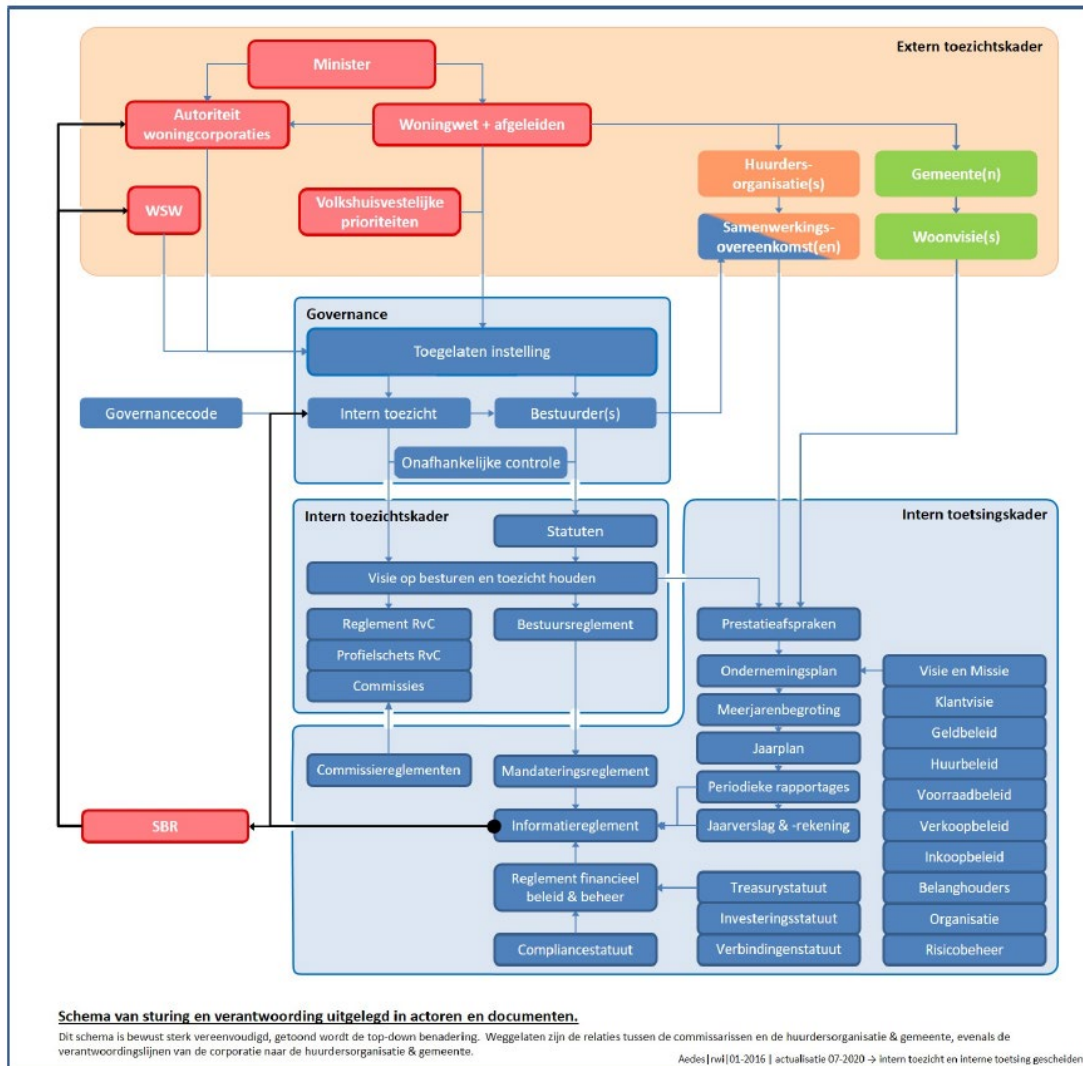 Extern toezichtskader
Minister
Autoriteit
woningcorporaties
Woningwet + afgeleiden
Huurders-
organisatie(s)
Gemeente(n)
WSW
Volkshuisvestelijke
prioriteiten
Samenwerkings-
overeenkomst(en)
Woonvisie(s)
Governance
Toegelaten instelling
Governancecode
Intern toezicht
Bestuurder(s)
Onafhankelijke controle
Intern toezichtskader
Intern toetsingskader
Statuten
Visie op besturen en toezicht houden
Reglement RvC
Bestuursreglement
Prestatieafspraken
Profielschets RvC
Commissies
Ondernemingsplan
Visie en Missie
Meerjarenbegroting
Klantvisie
Geldbeleid
Commissiereglementen
Mandateringsreglement
Jaarplan
Huurbeleid
Periodieke rapportages
Voorraadbeleid
SBR
Informatiereglement
Jaarverslag & -rekening
Verkoopbeleid
Inkoopbeleid
Reglement financieel
beleid & beheer
Treasurystatuut
Belanghouders
Investeringsstatuut
Organisatie
Compliancestatuut
Verbindingenstatuut
Risicobeheer
Schema van sturing en verantwoording uitgelegd in actoren en documenten.
Dit schema is bewust sterk vereenvoudigd, getoond wordt de top-down benadering. Weggelaten zijn de relaties tussen de commissarissen en de huurdersorganisatie & gemeente, evenals de
verantwoordingslijnen van de corporatie naar de huurdersorganisatie & gemeente.
Aedes|rwi|01-2016 | actualisatie 07-2020 → intern toezicht en interne toetsing gescheiden